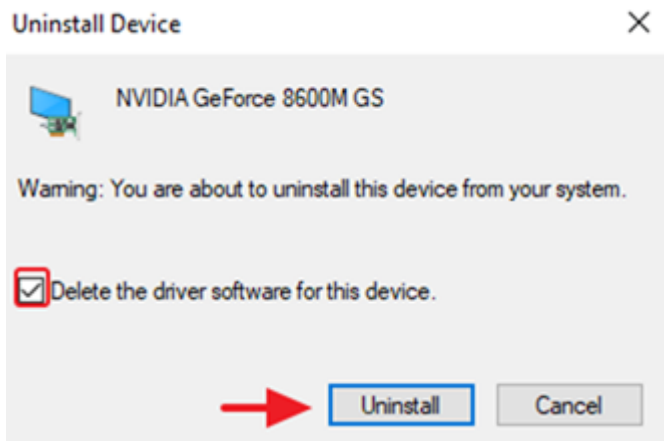 Uninstall Device
NVIDIA GeForce 8600M GS
Warning: You are about to uninstall this device from your system.
Delete the driver software for this device.
Uninstall
Cancel